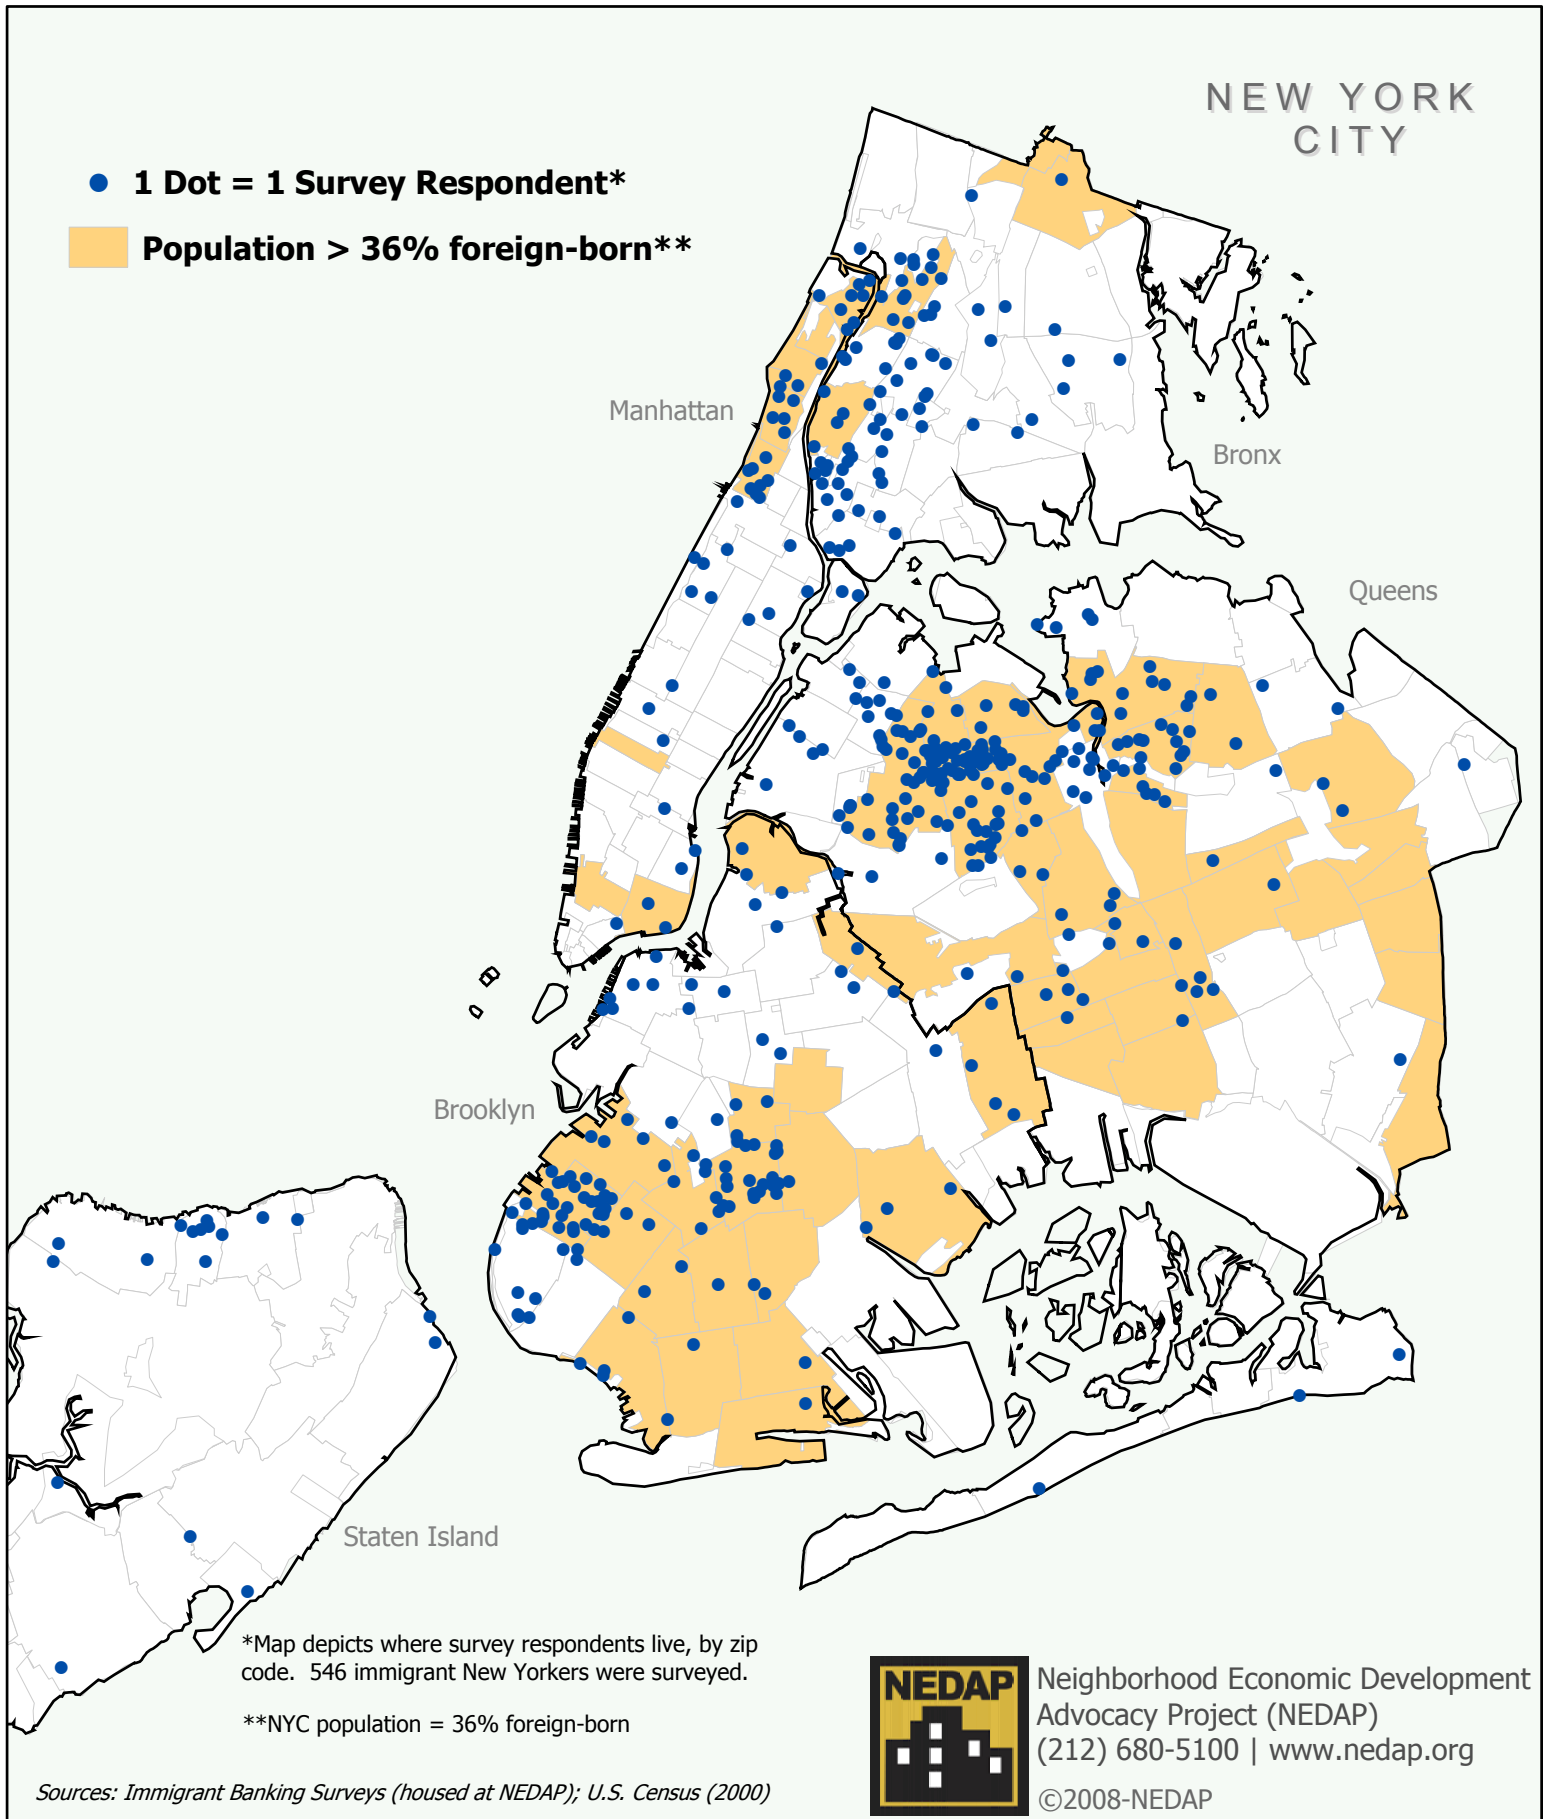 NEW YORK
CITY
1 Dot = 1 Survey Respondent*
Population > 36% foreign-born**
Manhattan
Bronx
Queens
Brooklyn
Staten Island
*Map depicts where survey respondents live, by zip
code.  546 immigrant New Yorkers were surveyed.
**NYC population = 36% foreign-born
Sources: Immigrant Banking Surveys (housed at NEDAP); U.S. Census (2000)
NEDAP
Neighborhood Economic Development
Advocacy Project (NEDAP)
(212) 680-5100 | www.nedap.org
©2008-NEDAP